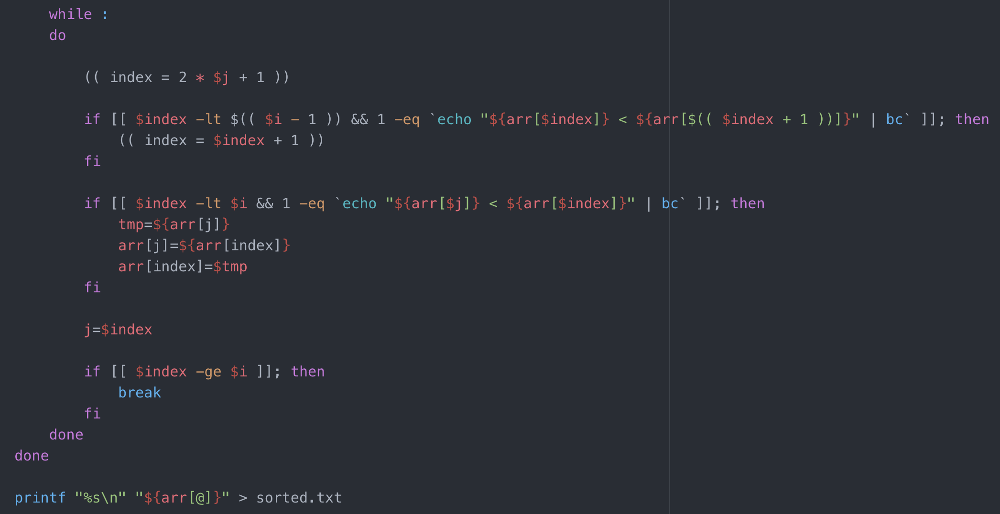 while :
do
(( index = 2 * $j + 1 ))
if [[ $index -lt $(( $i - 1 )) && 1 -eq `echo "${arr[$index]} < ${arr[$(( $index + 1 ))]}" | bc` ]]; then
(( index = $index + 1 ))
fi
if [[ $index -lt $i && 1 -eq `echo "${arr[$j]} < ${arr[$index]}" | bc` ]]; then
tmp=${arr[j]}
arr[j]=${arr[index]}
arr[index]=$tmp
fi
j=$index
if [[ $index -ge $i ]]; then
break
fi
done
done
printf "%s\n" "${arr[@]}" > sorted.txt